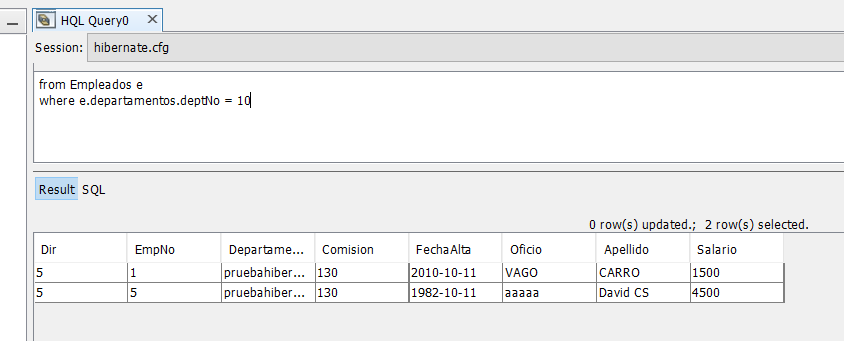 HQL Query0
Session: hibernate.cfg
from Empleados e
where e.departamentos.deptNo = 10
Result SQL
0 row(s) updated.; 2 row(s) selected.
Dir EmpNo Departame... Comision FechaAlta Oficio Apellido Salario
5 1 pruebahiber... 130 2010-10-11 VAGO CARRO 1500
5 5 pruebahiber... 130 1982-10-11 aaaaa David CS 4500